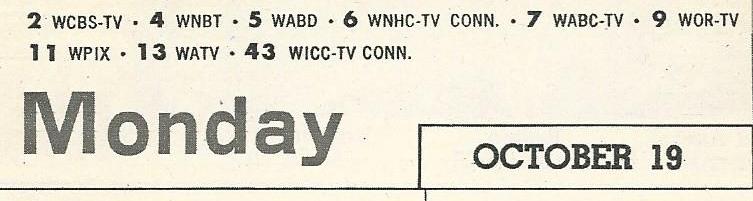 2 WCBS-TV • 4 WNBT • 5 WABD • 6 WNHC-TV CONN. • 7 WABC-TV • 9 WOR-TV
11 WPIX • 13 WATV • 43 WICC-TV CONN.
Monday
OCTOBER 19